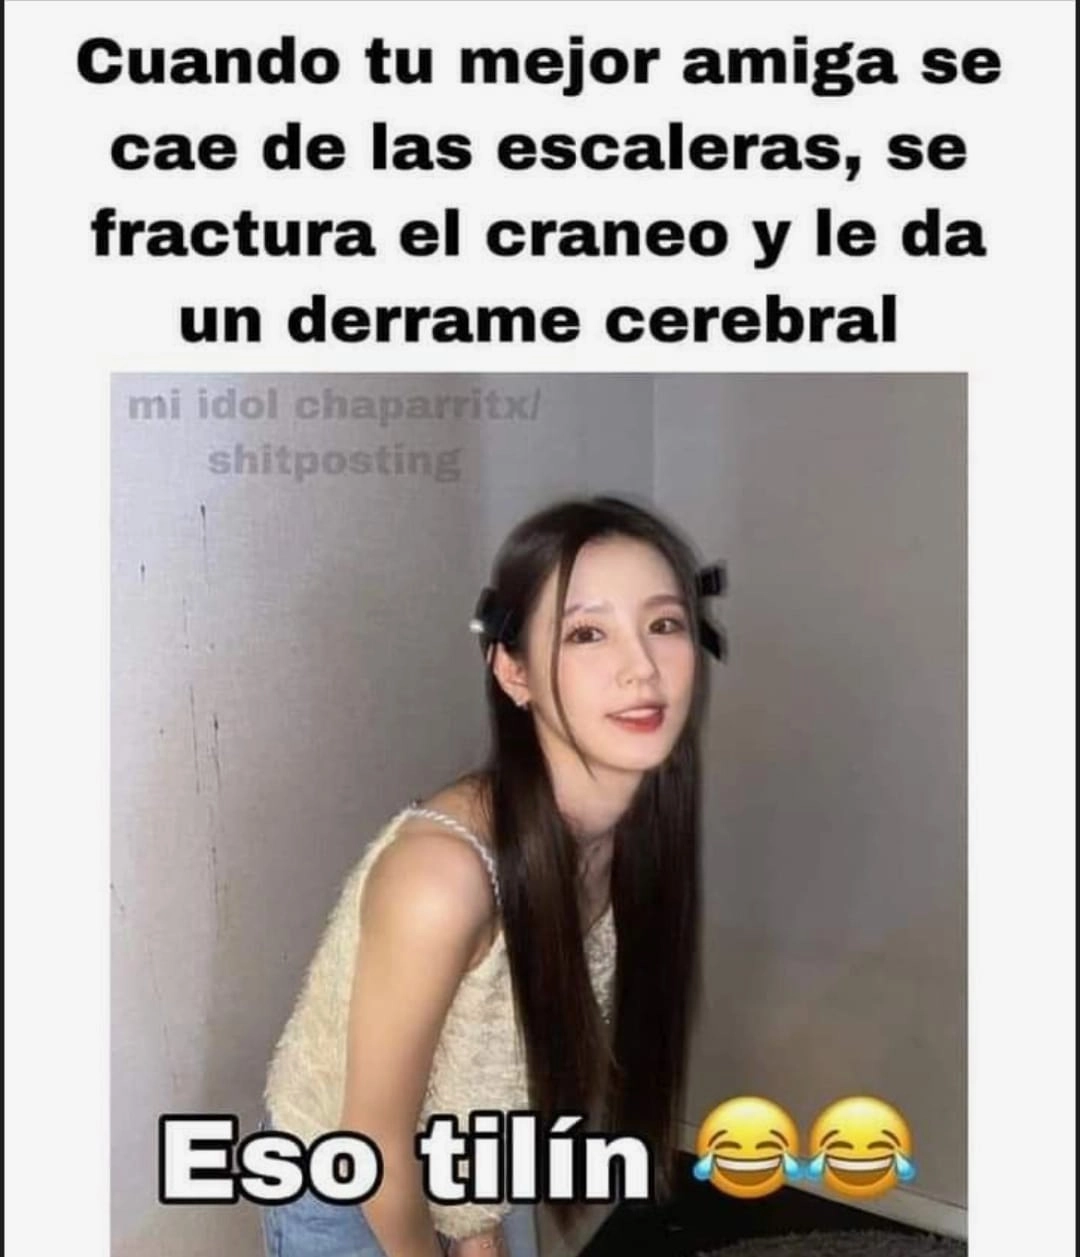 Cuando tu mejor amiga se
cae de las escaleras, se
fractura el craneo y le da
un derrame cerebral
mi idol chaparritx/
shitposting
Eso tilín 😂😂